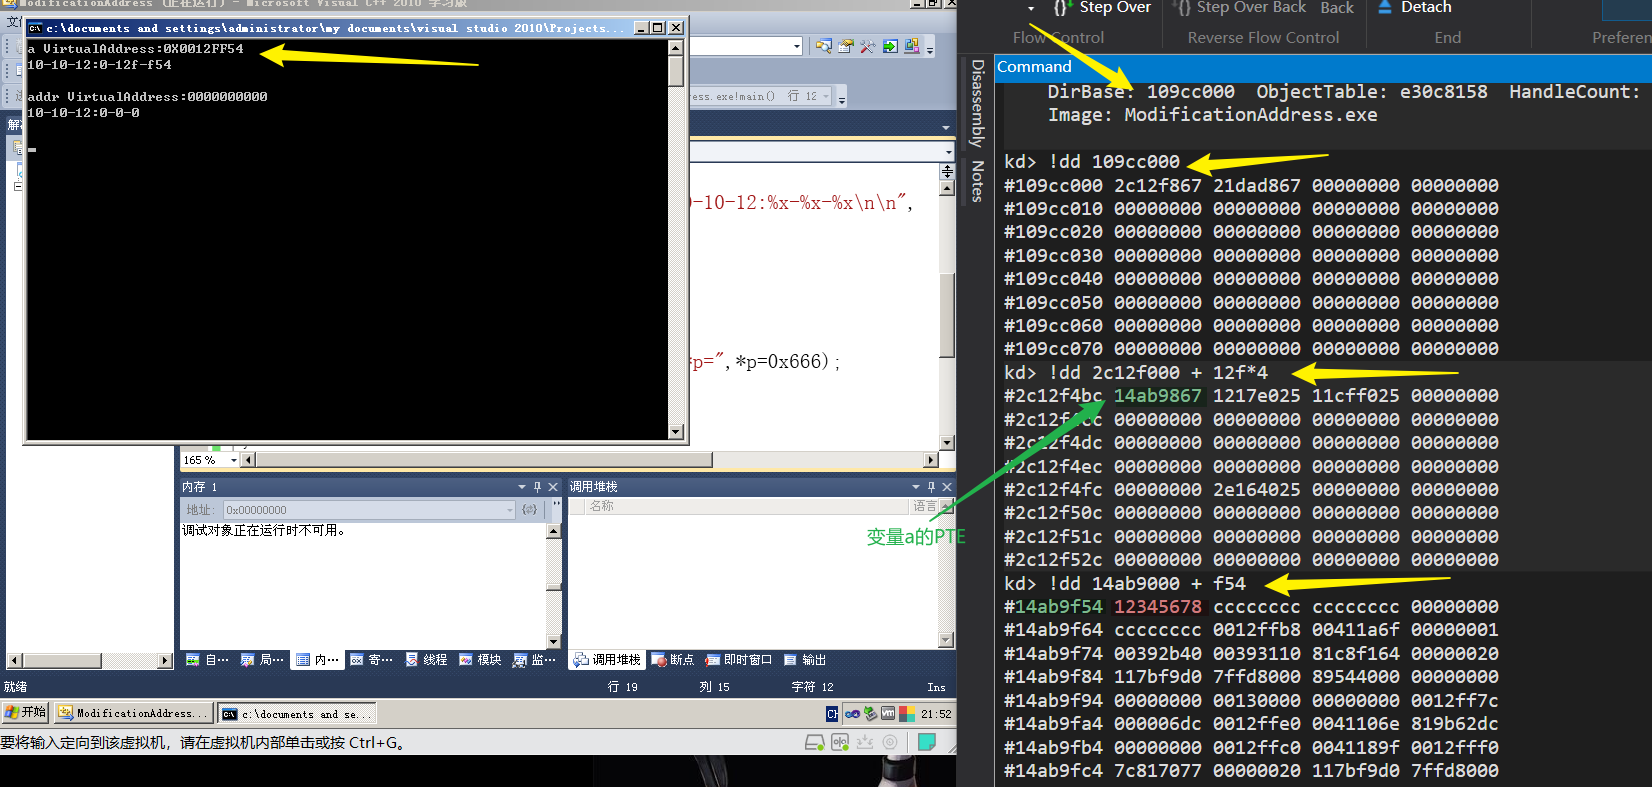 ModificationAddress (正在运行) - Microsoft Visual C++ 2010 学习版
c:\documents and settings\administrator\my documents\visual studio 2010\Projects...
a VirtualAddress:0X0012FF54
10-10-12:0-12f-f54
addr VirtualAddress:0000000000
10-10-12:0-0-0
ress.exe!main() 行 12
-10-12:%x-%x-%x\n\n",
p=",*p=0x666);
165 %
内存 1
地址: 0x00000000
调试对象正在运行时不可用。
自··· 局··· 内··· 寄··· 线程 模块 监···
调用堆栈
名称 语言
变量a的PTE
调用堆栈 断点 即时窗口 输出
就绪 行 19 列 15 字符 12 Ins
开始 ModificationAddress... c:\documents and se... CH 21:52
要将输入定向到该虚拟机，请在虚拟机内部单击或按 Ctrl+G。
Step Over Step Over Back Back Detach
Flow Control Reverse Flow Control End Preferen
Disassembly
Notes
Command
DirBase: 109cc000 ObjectTable: e30c8158 HandleCount:
Image: ModificationAddress.exe
kd> !dd 109cc000
#109cc000 2c12f867 21dad867 00000000 00000000
#109cc010 00000000 00000000 00000000 00000000
#109cc020 00000000 00000000 00000000 00000000
#109cc030 00000000 00000000 00000000 00000000
#109cc040 00000000 00000000 00000000 00000000
#109cc050 00000000 00000000 00000000 00000000
#109cc060 00000000 00000000 00000000 00000000
#109cc070 00000000 00000000 00000000 00000000
kd> !dd 2c12f000 + 12f*4
#2c12f4bc 14ab9867 1217e025 11cff025 00000000
#2c12f4cc 00000000 00000000 00000000 00000000
#2c12f4dc 00000000 00000000 00000000 00000000
#2c12f4ec 00000000 00000000 00000000 00000000
#2c12f4fc 00000000 2e164025 00000000 00000000
#2c12f50c 00000000 00000000 00000000 00000000
#2c12f51c 00000000 00000000 00000000 00000000
#2c12f52c 00000000 00000000 00000000 00000000
kd> !dd 14ab9000 + f54
#14ab9f54 12345678 cccccccc cccccccc 00000000
#14ab9f64 cccccccc 0012ffb8 00411a6f 00000001
#14ab9f74 00392b40 00393110 81c8f164 00000020
#14ab9f84 117bf9d0 7ffd8000 89544000 00000000
#14ab9f94 00000000 00130000 00000000 0012ff7c
#14ab9fa4 000006dc 0012ffe0 0041106e 819b62dc
#14ab9fb4 00000000 0012ffc0 0041189f 0012fff0
#14ab9fc4 7c817077 00000020 117bf9d0 7ffd8000